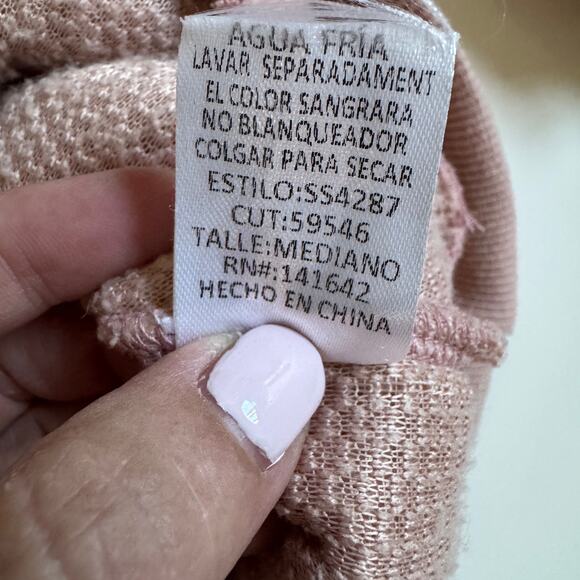 AGUA FRÍA
LAVAR SEPARADAMENT
EL COLOR SANGRARA
NO BLANQUEADOR
COLGAR PARA SECAR
ESTILO:SS4287
CUT:59546
TALLE:MEDIANO
RN#:141642
HECHO EN CHINA